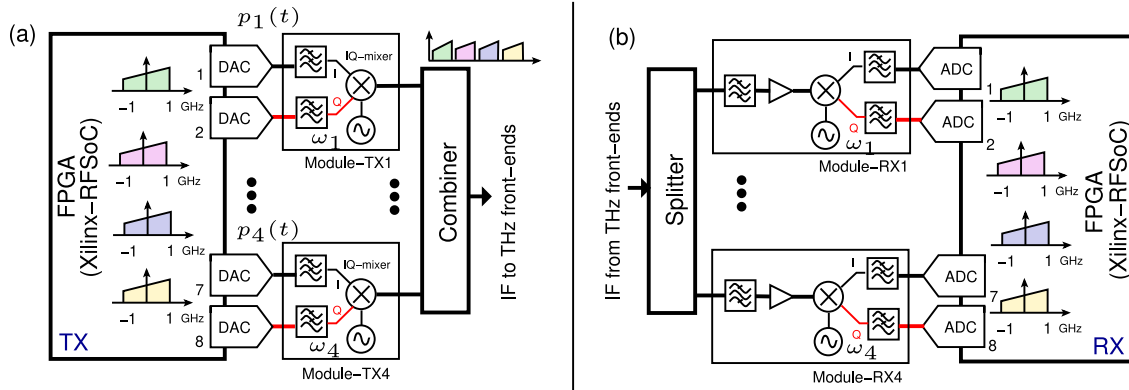 (a)
p₁(t)
FPGA
(Xilinx-RFSoC)
TX
-1 1 GHz
-1 1 GHz
-1 1 GHz
-1 1 GHz
1
DAC
2
DAC
IQ-mixer
I
Q
ω₁
Module-TX1
p₄(t)
7
DAC
8
DAC
IQ-mixer
I
Q
ω₄
Module-TX4
Combiner
IF to THz front-ends
(b)
IF from THz front-ends
Splitter
I
Q
ω₁
Module-RX1
ADC
1
ADC
2
I
Q
ω₄
Module-RX4
ADC
7
ADC
8
-1 1 GHz
-1 1 GHz
-1 1 GHz
-1 1 GHz
FPGA
(Xilinx-RFSoC)
RX